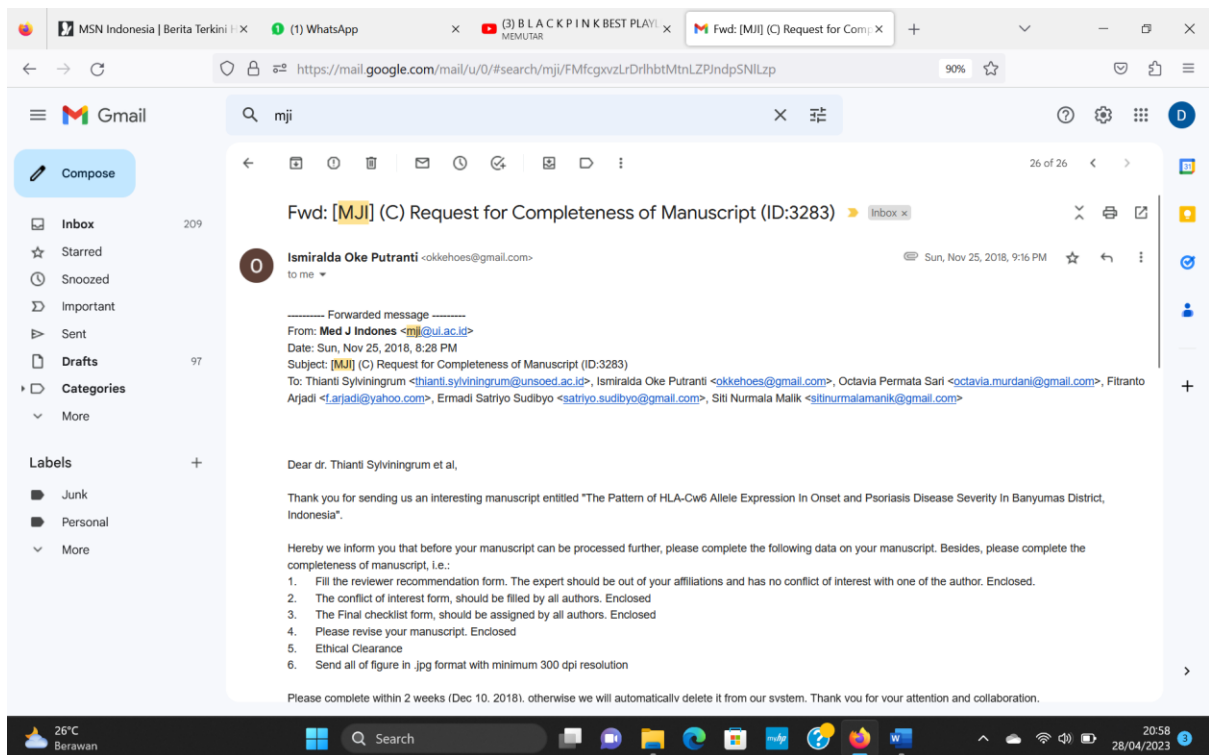 MSN Indonesia | Berita Terkini H
(1) WhatsApp
(3) B L A C K P I N K BEST PLAYL
MEMUTAR
Fwd: [MJI] (C) Request for Comp
https://mail.google.com/mail/u/0/#search/mji/FMfcgxvzLrDrlhbtMtnLZPJndpSNlLzp
90%
Gmail
mji
D
Compose
26 of 26
31
Inbox 209
Starred
Snoozed
Important
Sent
Drafts 97
Categories
More
Labels
Junk
Personal
More
Fwd: [MJI] (C) Request for Completeness of Manuscript (ID:3283) Inbox x
O
Ismiralda Oke Putranti <okkehoes@gmail.com> Sun, Nov 25, 2018, 9:16 PM
to me
---------- Forwarded message ---------
From: Med J Indones <mji@ui.ac.id>
Date: Sun, Nov 25, 2018, 8:28 PM
Subject: [MJI] (C) Request for Completeness of Manuscript (ID:3283)
To: Thianti Sylviningrum <thianti.sylviningrum@unsoed.ac.id>, Ismiralda Oke Putranti <okkehoes@gmail.com>, Octavia Permata Sari <octavia.murdani@gmail.com>, Fitranto
Arjadi <f.arjadi@yahoo.com>, Ermadi Satriyo Sudibyo <satriyo.sudibyo@gmail.com>, Siti Nurmala Malik <sitinurmalamanik@gmail.com>
Dear dr. Thianti Sylviningrum et al,
Thank you for sending us an interesting manuscript entitled "The Pattern of HLA-Cw6 Allele Expression In Onset and Psoriasis Disease Severity In Banyumas District,
Indonesia".
Hereby we inform you that before your manuscript can be processed further, please complete the following data on your manuscript. Besides, please complete the
completeness of manuscript, i.e.:
1. Fill the reviewer recommendation form. The expert should be out of your affiliations and has no conflict of interest with one of the author. Enclosed.
2. The conflict of interest form, should be filled by all authors. Enclosed
3. The Final checklist form, should be assigned by all authors. Enclosed
4. Please revise your manuscript. Enclosed
5. Ethical Clearance
6. Send all of figure in .jpg format with minimum 300 dpi resolution
Please complete within 2 weeks (Dec 10, 2018), otherwise we will automatically delete it from our system. Thank you for your attention and collaboration.
26°C
Berawan
Search
20:58
28/04/2023
3